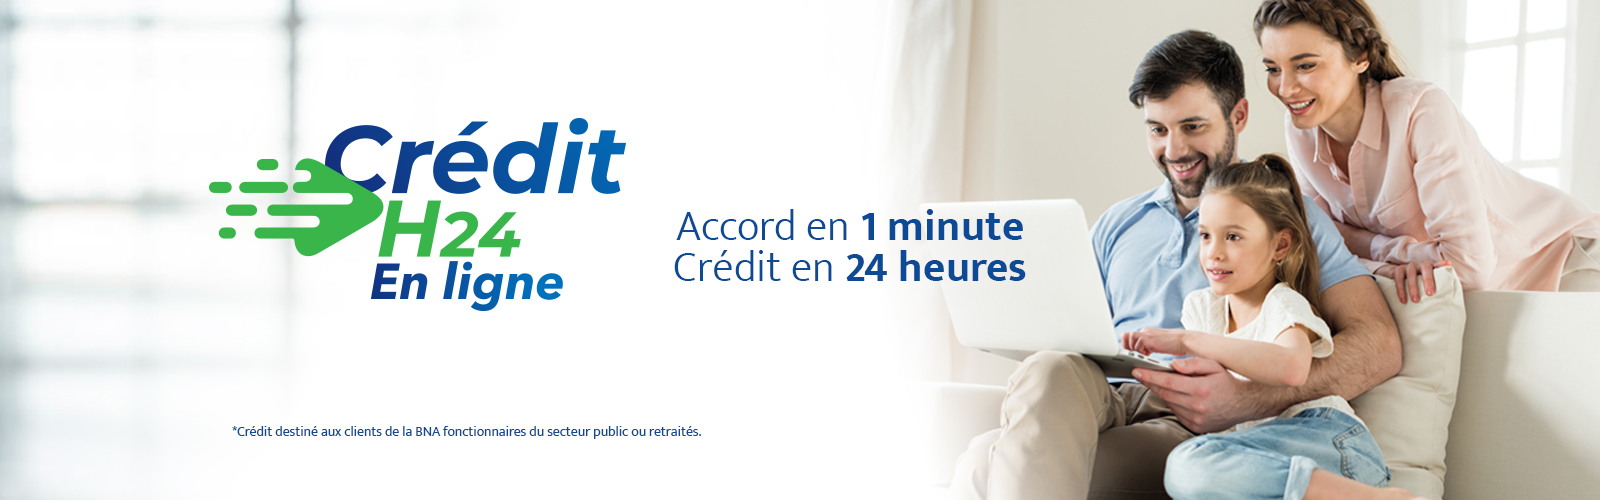 Crédit
H24
En ligne
Accord en 1 minute
Crédit en 24 heures
*Crédit destiné aux clients de la BNA fonctionnaires du secteur public ou retraités.